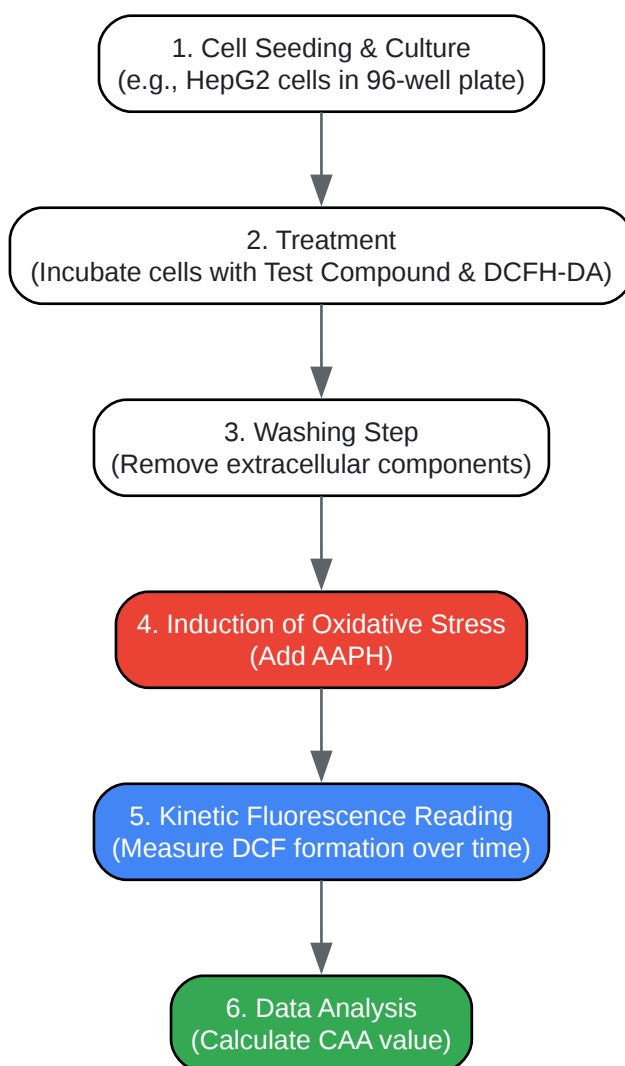 1. Cell Seeding & Culture
(e.g., HepG2 cells in 96-well plate)
2. Treatment
(Incubate cells with Test Compound & DCFH-DA)
3. Washing Step
(Remove extracellular components)
4. Induction of Oxidative Stress
(Add AAPH)
5. Kinetic Fluorescence Reading
(Measure DCF formation over time)
6. Data Analysis
(Calculate CAA value)